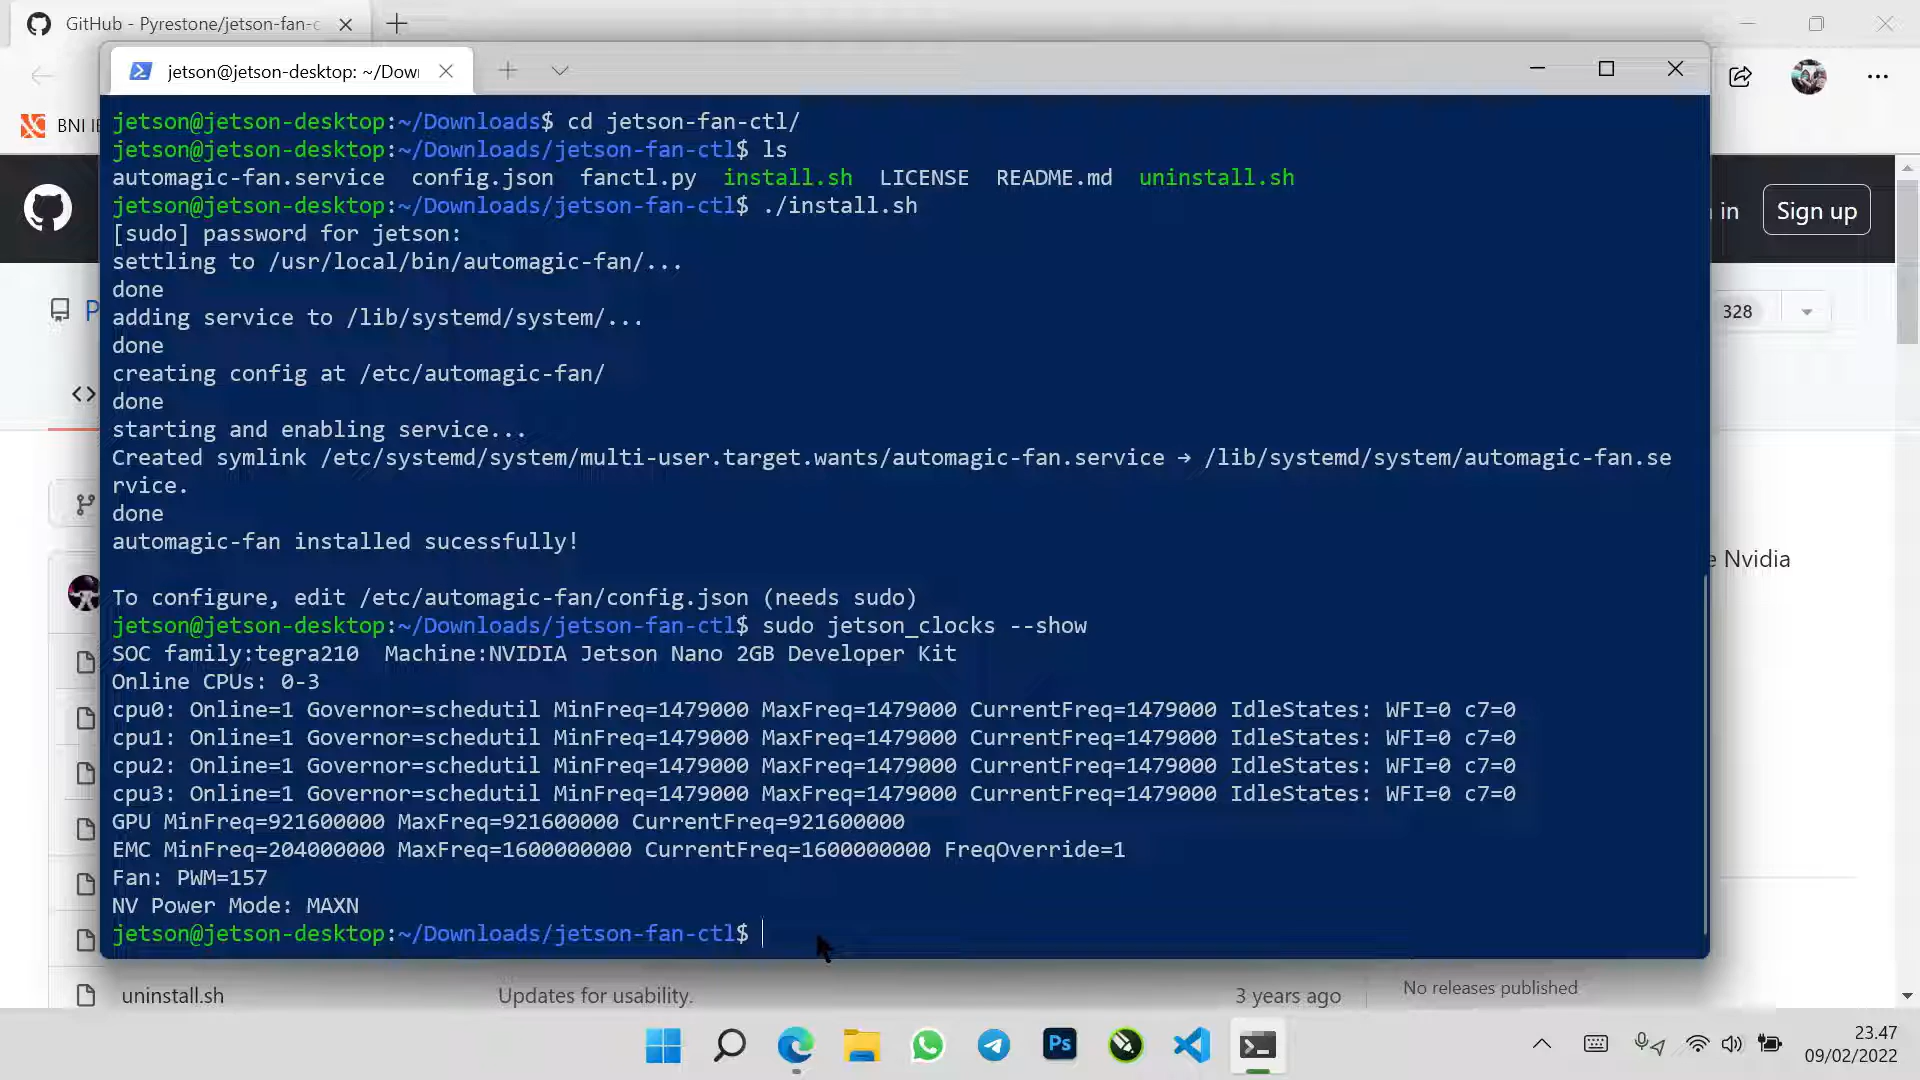 GitHub - Pyrestone/jetson-fan-c
jetson@jetson-desktop: ~/Dow
BNI
jetson@jetson-desktop:~/Downloads$ cd jetson-fan-ctl/
jetson@jetson-desktop:~/Downloads/jetson-fan-ctl$ ls
automagic-fan.service  config.json  fanctl.py  install.sh  LICENSE  README.md  uninstall.sh
jetson@jetson-desktop:~/Downloads/jetson-fan-ctl$ ./install.sh
in
Sign up
[sudo] password for jetson:
settling to /usr/local/bin/automagic-fan/...
done
P
328
adding service to /lib/systemd/system/...
done
creating config at /etc/automagic-fan/
done
starting and enabling service...
Created symlink /etc/systemd/system/multi-user.target.wants/automagic-fan.service → /lib/systemd/system/automagic-fan.se
rvice.
done
automagic-fan installed sucessfully!
Nvidia
To configure, edit /etc/automagic-fan/config.json (needs sudo)
jetson@jetson-desktop:~/Downloads/jetson-fan-ctl$ sudo jetson_clocks --show
SOC family:tegra210  Machine:NVIDIA Jetson Nano 2GB Developer Kit
Online CPUs: 0-3
cpu0: Online=1 Governor=schedutil MinFreq=1479000 MaxFreq=1479000 CurrentFreq=1479000 IdleStates: WFI=0 c7=0
cpu1: Online=1 Governor=schedutil MinFreq=1479000 MaxFreq=1479000 CurrentFreq=1479000 IdleStates: WFI=0 c7=0
cpu2: Online=1 Governor=schedutil MinFreq=1479000 MaxFreq=1479000 CurrentFreq=1479000 IdleStates: WFI=0 c7=0
cpu3: Online=1 Governor=schedutil MinFreq=1479000 MaxFreq=1479000 CurrentFreq=1479000 IdleStates: WFI=0 c7=0
GPU MinFreq=921600000 MaxFreq=921600000 CurrentFreq=921600000
EMC MinFreq=204000000 MaxFreq=1600000000 CurrentFreq=1600000000 FreqOverride=1
Fan: PWM=157
NV Power Mode: MAXN
jetson@jetson-desktop:~/Downloads/jetson-fan-ctl$
uninstall.sh
Updates for usability.
3 years ago
No releases published
Ps
23.47
09/02/2022